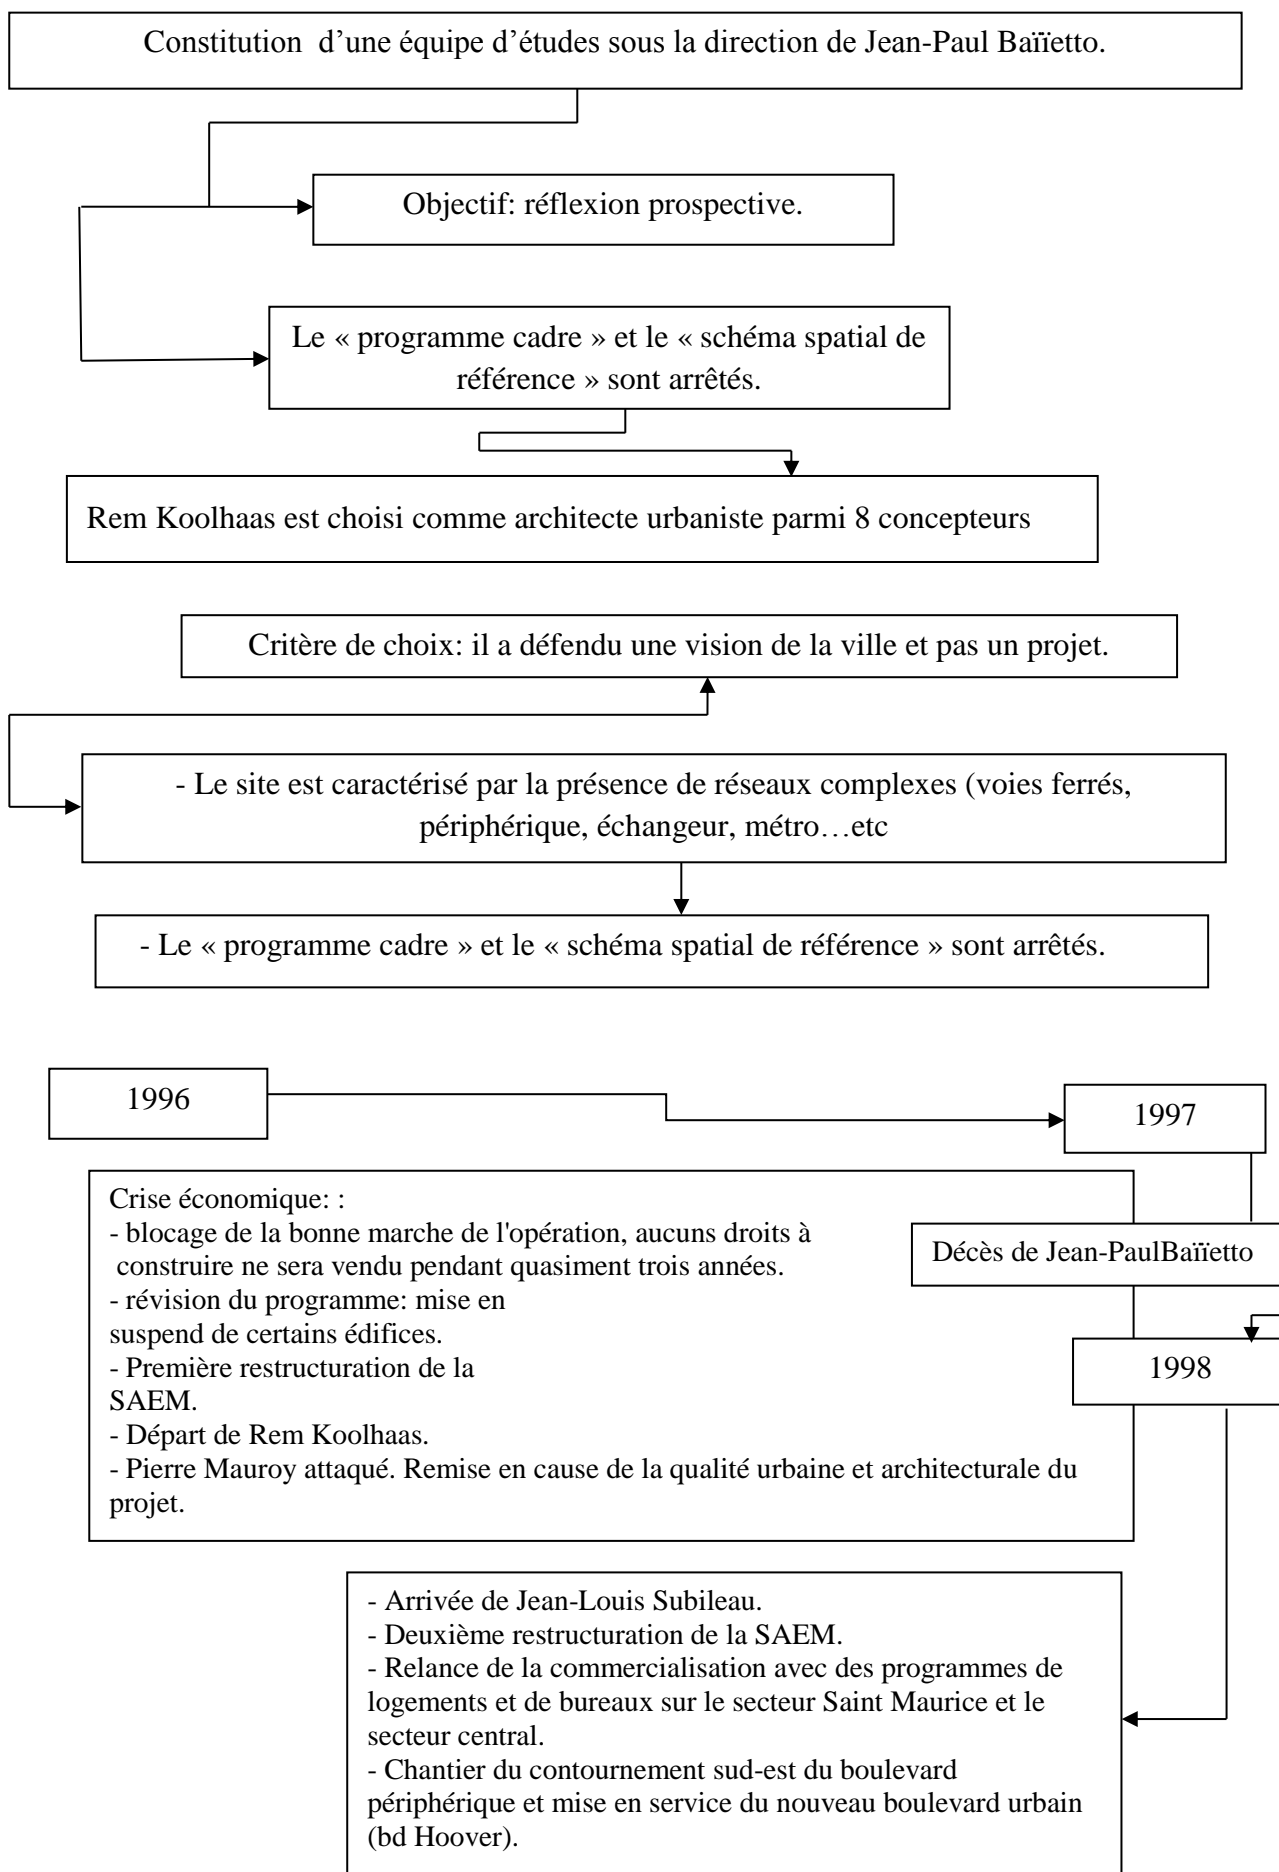 Constitution d’une équipe d’études sous la direction de Jean-Paul Baïïetto.
Objectif: réflexion prospective.
Le « programme cadre » et le « schéma spatial de
référence » sont arrêtés.
Rem Koolhaas est choisi comme architecte urbaniste parmi 8 concepteurs
Critère de choix: il a défendu une vision de la ville et pas un projet.
- Le site est caractérisé par la présence de réseaux complexes (voies ferrés,
périphérique, échangeur, métro…etc
- Le « programme cadre » et le « schéma spatial de référence » sont arrêtés.
1996
1997
Crise économique: :
- blocage de la bonne marche de l'opération, aucuns droits à
construire ne sera vendu pendant quasiment trois années.
- révision du programme: mise en
suspend de certains édifices.
- Première restructuration de la
SAEM.
- Départ de Rem Koolhaas.
- Pierre Mauroy attaqué. Remise en cause de la qualité urbaine et architecturale du
projet.
Décès de Jean-PaulBaïïetto
1998
- Arrivée de Jean-Louis Subileau.
- Deuxième restructuration de la SAEM.
- Relance de la commercialisation avec des programmes de
logements et de bureaux sur le secteur Saint Maurice et le
secteur central.
- Chantier du contournement sud-est du boulevard
périphérique et mise en service du nouveau boulevard urbain
(bd Hoover).